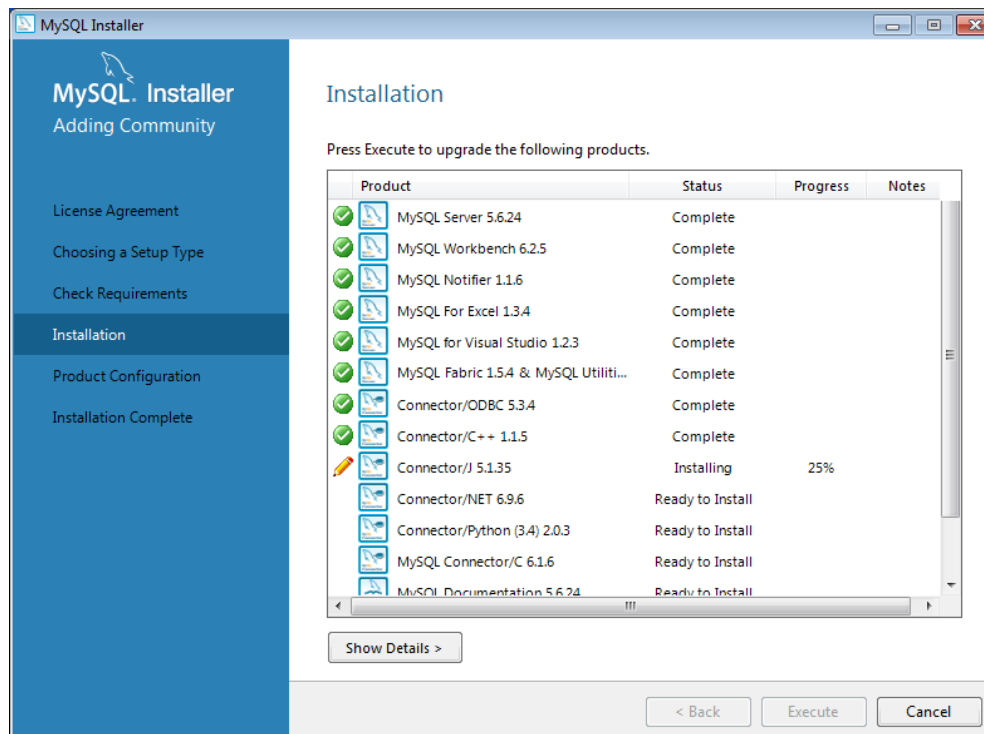 MySQL Installer
MySQL. Installer
Adding Community
License Agreement
Choosing a Setup Type
Check Requirements
Installation
Product Configuration
Installation Complete
Installation
Press Execute to upgrade the following products.
Product Status Progress Notes
MySQL Server 5.6.24 Complete
MySQL Workbench 6.2.5 Complete
MySQL Notifier 1.1.6 Complete
MySQL For Excel 1.3.4 Complete
MySQL for Visual Studio 1.2.3 Complete
MySQL Fabric 1.5.4 & MySQL Utiliti... Complete
Connector/ODBC 5.3.4 Complete
Connector/C++ 1.1.5 Complete
Connector/J 5.1.35 Installing 25%
Connector/NET 6.9.6 Ready to Install
Connector/Python (3.4) 2.0.3 Ready to Install
MySQL Connector/C 6.1.6 Ready to Install
MySQL Documentation 5.6.24 Ready to Install
Show Details >
< Back Execute Cancel